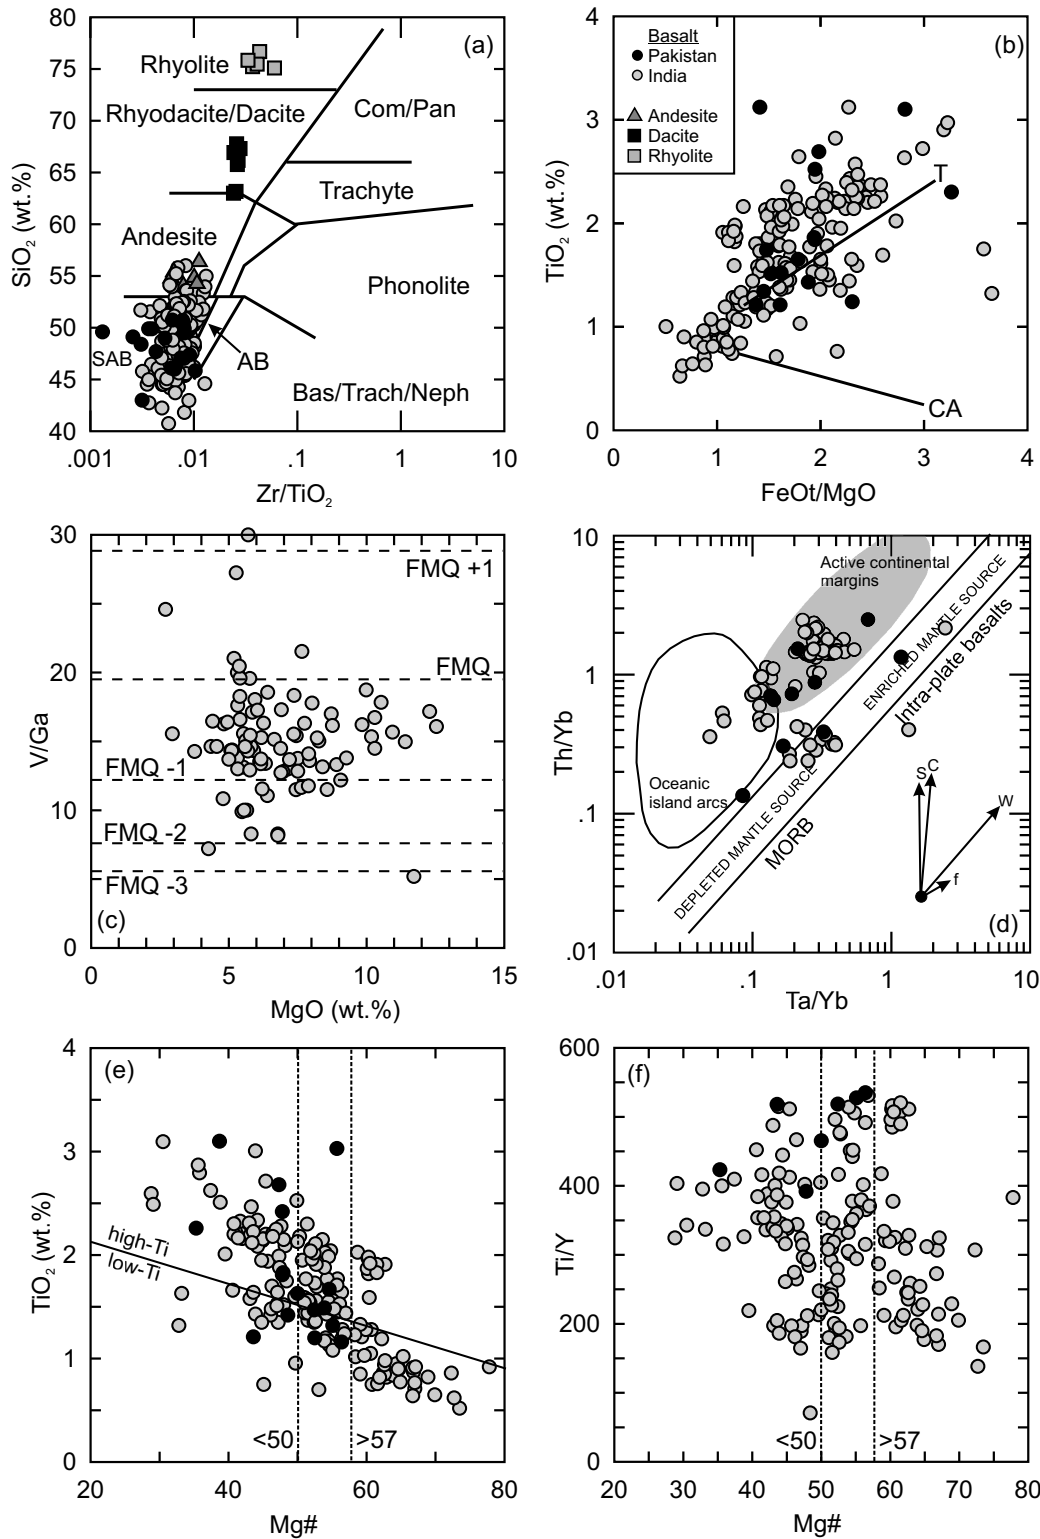 80
75
70
65
60
55
50
45
40
SiO2 (wt.%)
(a)
Rhyolite
Rhyodacite/Dacite
Com/Pan
Trachyte
Andesite
Phonolite
SAB
AB
Bas/Trach/Neph
.001
.01
.1
1
10
Zr/TiO2
4
3
2
1
0
TiO2 (wt.%)
(b)
Basalt
Pakistan
India
Andesite
Dacite
Rhyolite
T
CA
0
1
2
3
4
FeOt/MgO
30
20
10
0
V/Ga
FMQ +1
FMQ
FMQ -1
FMQ -2
FMQ -3
(c)
0
5
10
15
MgO (wt.%)
10
1
0.1
.01
Th/Yb
Active continental
margins
ENRICHED MANTLE SOURCE
Intra-plate basalts
Oceanic
island arcs
DEPLETED MANTLE SOURCE
MORB
S
C
W
f
(d)
.01
0.1
1
10
Ta/Yb
4
3
2
1
0
TiO2 (wt.%)
(e)
high-Ti
low-Ti
<50
>57
20
30
40
50
60
70
80
Mg#
600
400
200
0
Ti/Y
(f)
<50
>57
20
30
40
50
60
70
80
Mg#